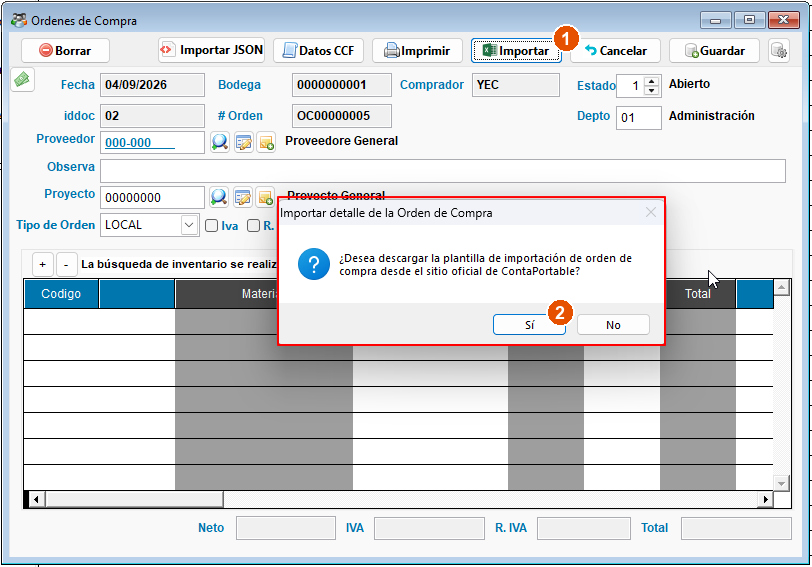 Ordenes de Compra
Borrar
Importar JSON
Datos CCF
Imprimir
Importar
1
Cancelar
Guardar
Fecha 04/09/2026 Bodega 0000000001 Comprador YEC Estado 1 Abierto
iddoc 02 # Orden OC00000005 Depto 01 Administración
Proveedor 000-000 Proveedore General
Observa
Proyecto 00000000 Proyecto General
Tipo de Orden LOCAL Iva R.
Importar detalle de la Orden de Compra
¿Desea descargar la plantilla de importación de orden de
compra desde el sitio oficial de ContaPortable?
2
Sí No
+ - La búsqueda de inventario se
Codigo Total
Neto IVA R. IVA Total